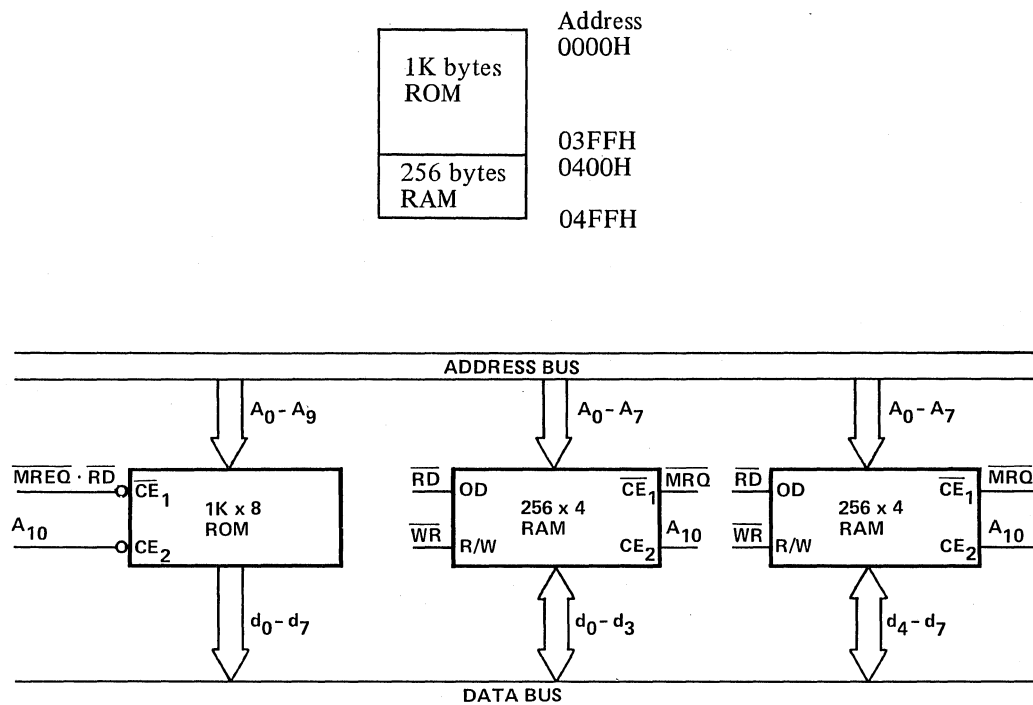 Address
0000H
1K bytes
ROM
03FFH
0400H
256 bytes
RAM
04FFH
ADDRESS BUS
A0 - A9
A0 - A7
A0 - A7
MREQ · RD
CE1
A10
CE2
1K x 8
ROM
RD
OD
WR
R/W
256 x 4
RAM
CE1
MRQ
CE2
A10
RD
OD
WR
R/W
256 x 4
RAM
CE1
MRQ
CE2
A10
d0 - d7
d0 - d3
d4 - d7
DATA BUS